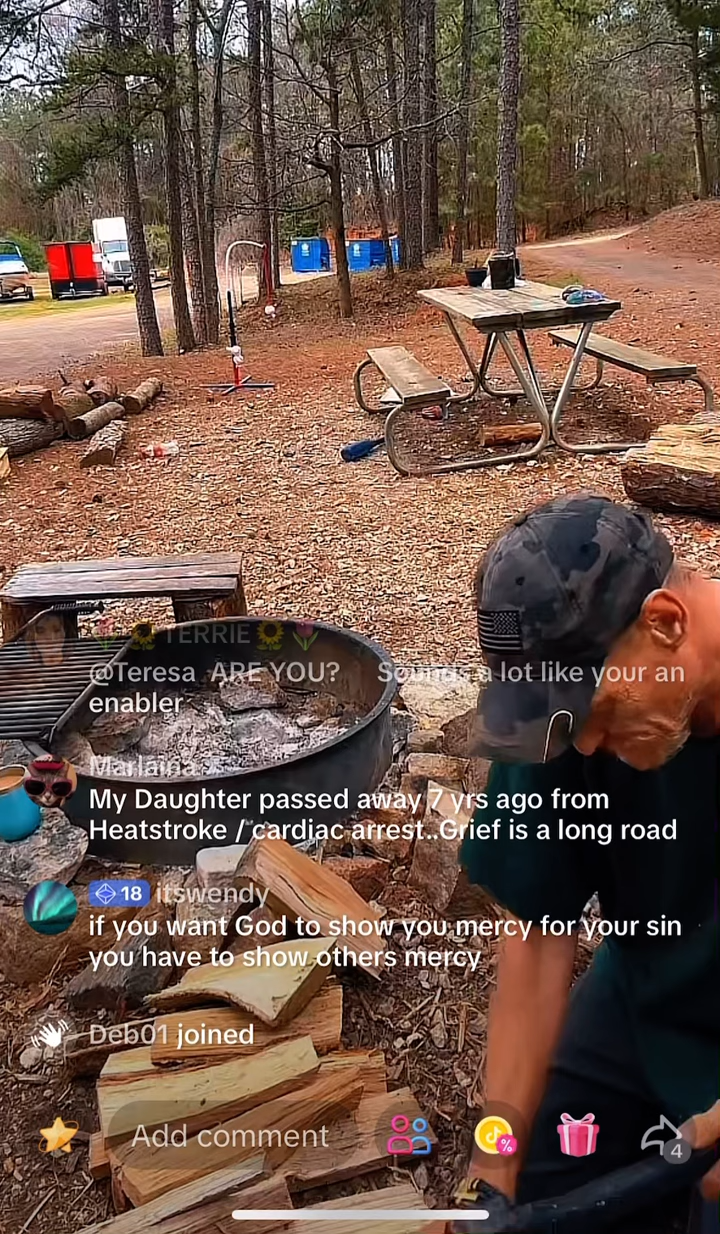 TERRIE
@Teresa ARE YOU? Sounds a lot like your an
enabler
Marlaina
My Daughter passed away 7 yrs ago from
Heatstroke / cardiac arrest..Grief is a long road
18 itswendy
if you want God to show you mercy for your sin
you have to show others mercy
Deb01 joined
Add comment
%
4